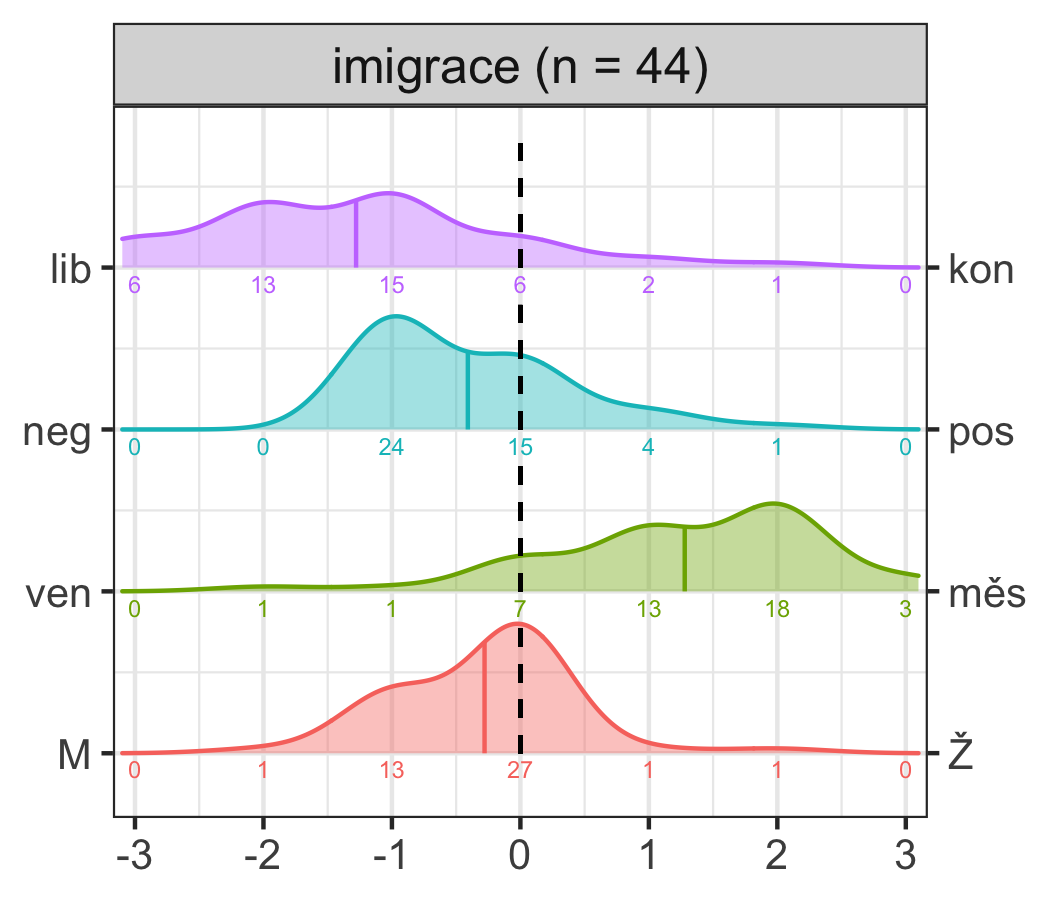 imigrace (n = 44)
lib kon
6 13 15 6 2 1 0
neg pos
0 0 24 15 4 1 0
ven měs
0 1 1 7 13 18 3
M Ž
0 1 13 27 1 1 0
-3 -2 -1 0 1 2 3